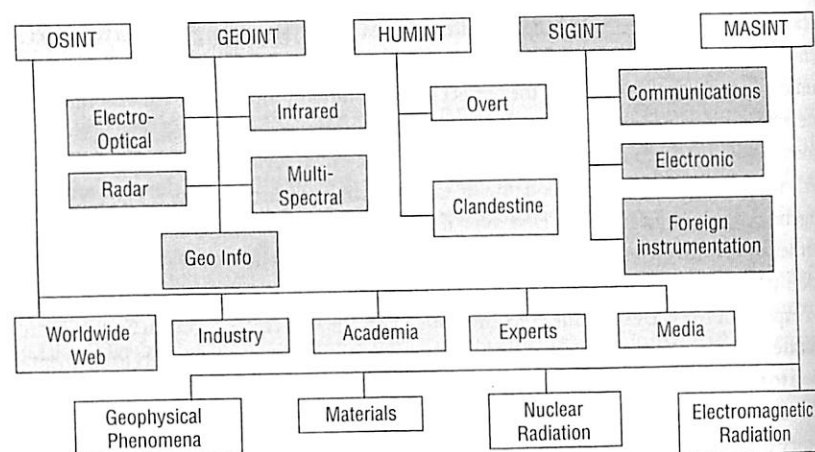 OSINT
GEOINT
HUMINT
SIGINT
MASINT
Electro-
Optical
Infrared
Overt
Communications
Radar
Multi-
Spectral
Electronic
Clandestine
Geo Info
Foreign
instrumentation
Worldwide
Web
Industry
Academia
Experts
Media
Geophysical
Phenomena
Materials
Nuclear
Radiation
Electromagnetic
Radiation